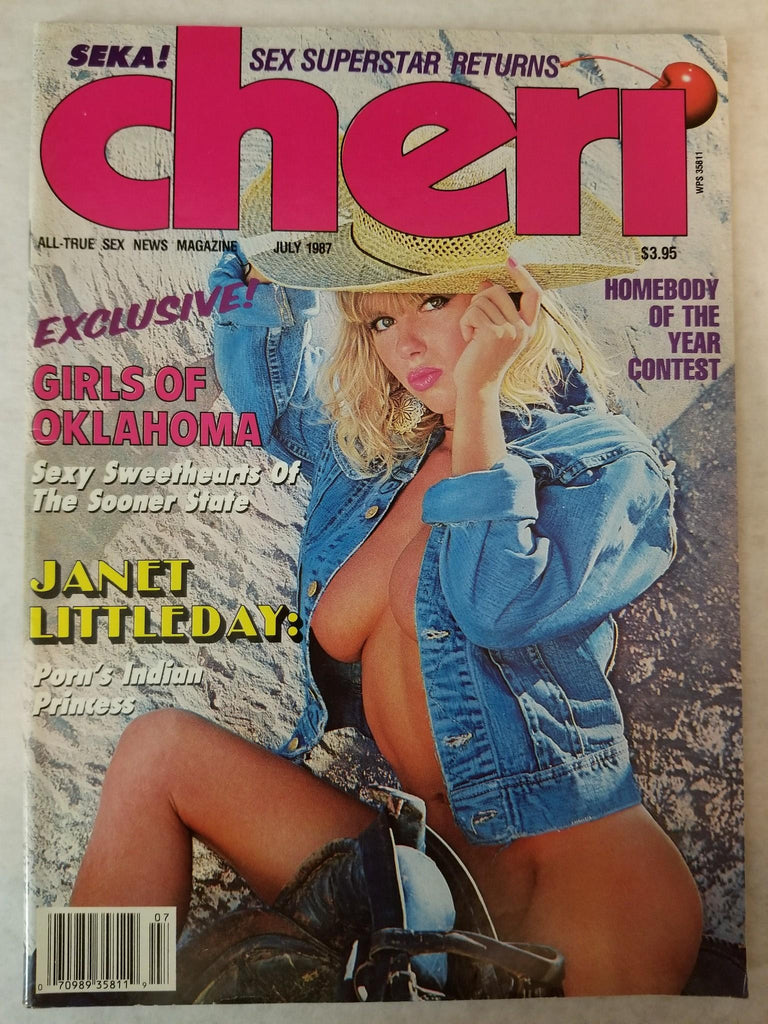 SEKA! SEX SUPERSTAR RETURNS
cheri
WPS 35811
ALL-TRUE SEX NEWS MAGAZINE JULY 1987 $3.95
EXCLUSIVE!
GIRLS OF
OKLAHOMA
Sexy Sweethearts Of
The Sooner State
HOMEBODY
OF THE
YEAR
CONTEST
JANET
LITTLEDAY:
Porn's Indian
Princess
07
0 70989 35811 9